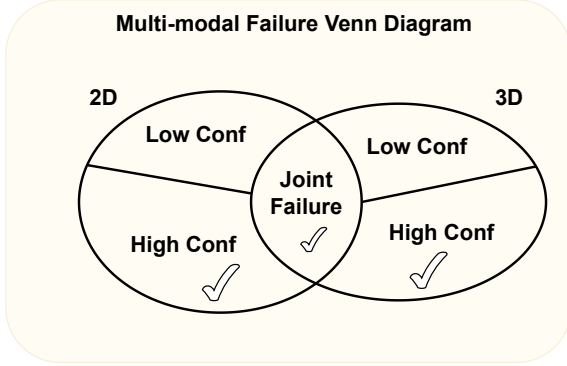 Multi-modal Failure Venn Diagram
2D
3D
Low Conf
Low Conf
Joint
Failure
High Conf
High Conf